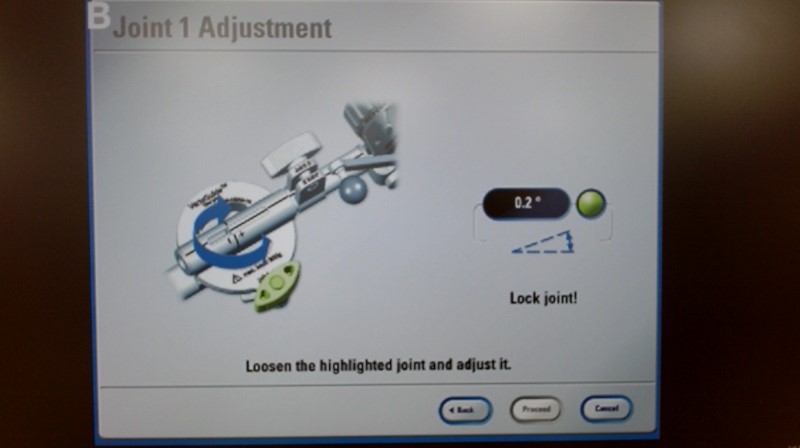 B
Joint 1 Adjustment
0.2 °
Lock joint!
Loosen the highlighted joint and adjust it.
Back
Proceed
Cancel